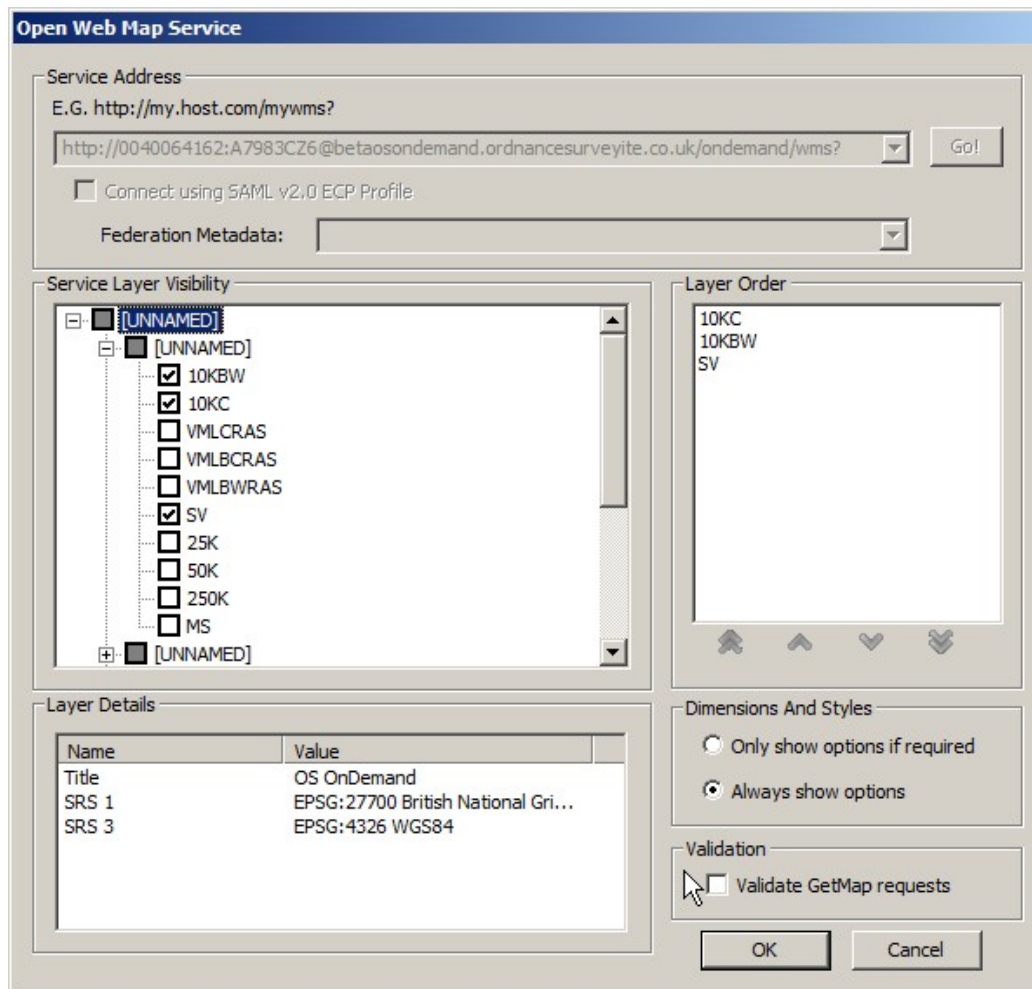 Open Web Map Service
Service Address
E.G. http://my.host.com/mywms?
http://0040064162:A7983CZ6@betaosondemand.ordnancesurveyite.co.uk/ondemand/wms?
Go!
Connect using SAML v2.0 ECP Profile
Federation Metadata:
Service Layer Visibility
[UNNAMED]
[UNNAMED]
10KBW
10KC
VMLCRAS
VMLBCRAS
VMLBWRAS
SV
25K
50K
250K
MS
[UNNAMED]
Layer Order
10KC
10KBW
SV
Layer Details
Name Value
Title OS OnDemand
SRS 1 EPSG:27700 British National Gri...
SRS 3 EPSG:4326 WGS84
Dimensions And Styles
Only show options if required
Always show options
Validation
Validate GetMap requests
OK Cancel